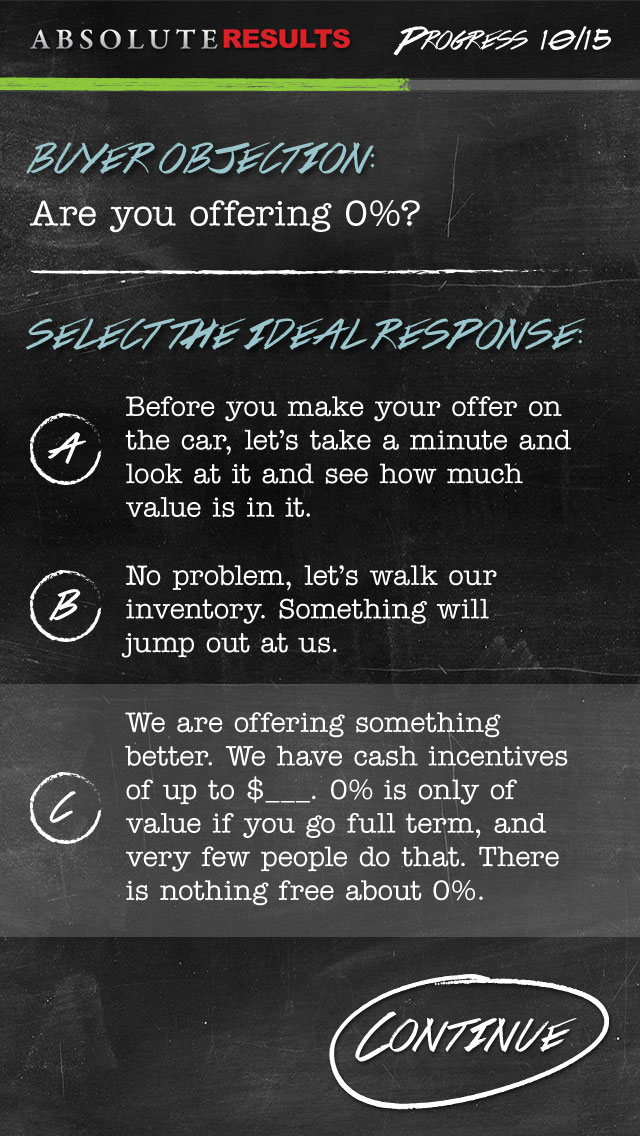 ABSOLUTERESULTS
PROGRESS 10/15
BUYER OBJECTION:
Are you offering 0%?
SELECT THE IDEAL RESPONSE:
A
Before you make your offer on
the car, let's take a minute and
look at it and see how much
value is in it.
B
No problem, let's walk our
inventory. Something will
jump out at us.
C
We are offering something
better. We have cash incentives
of up to $___. 0% is only of
value if you go full term, and
very few people do that. There
is nothing free about 0%.
CONTINUE